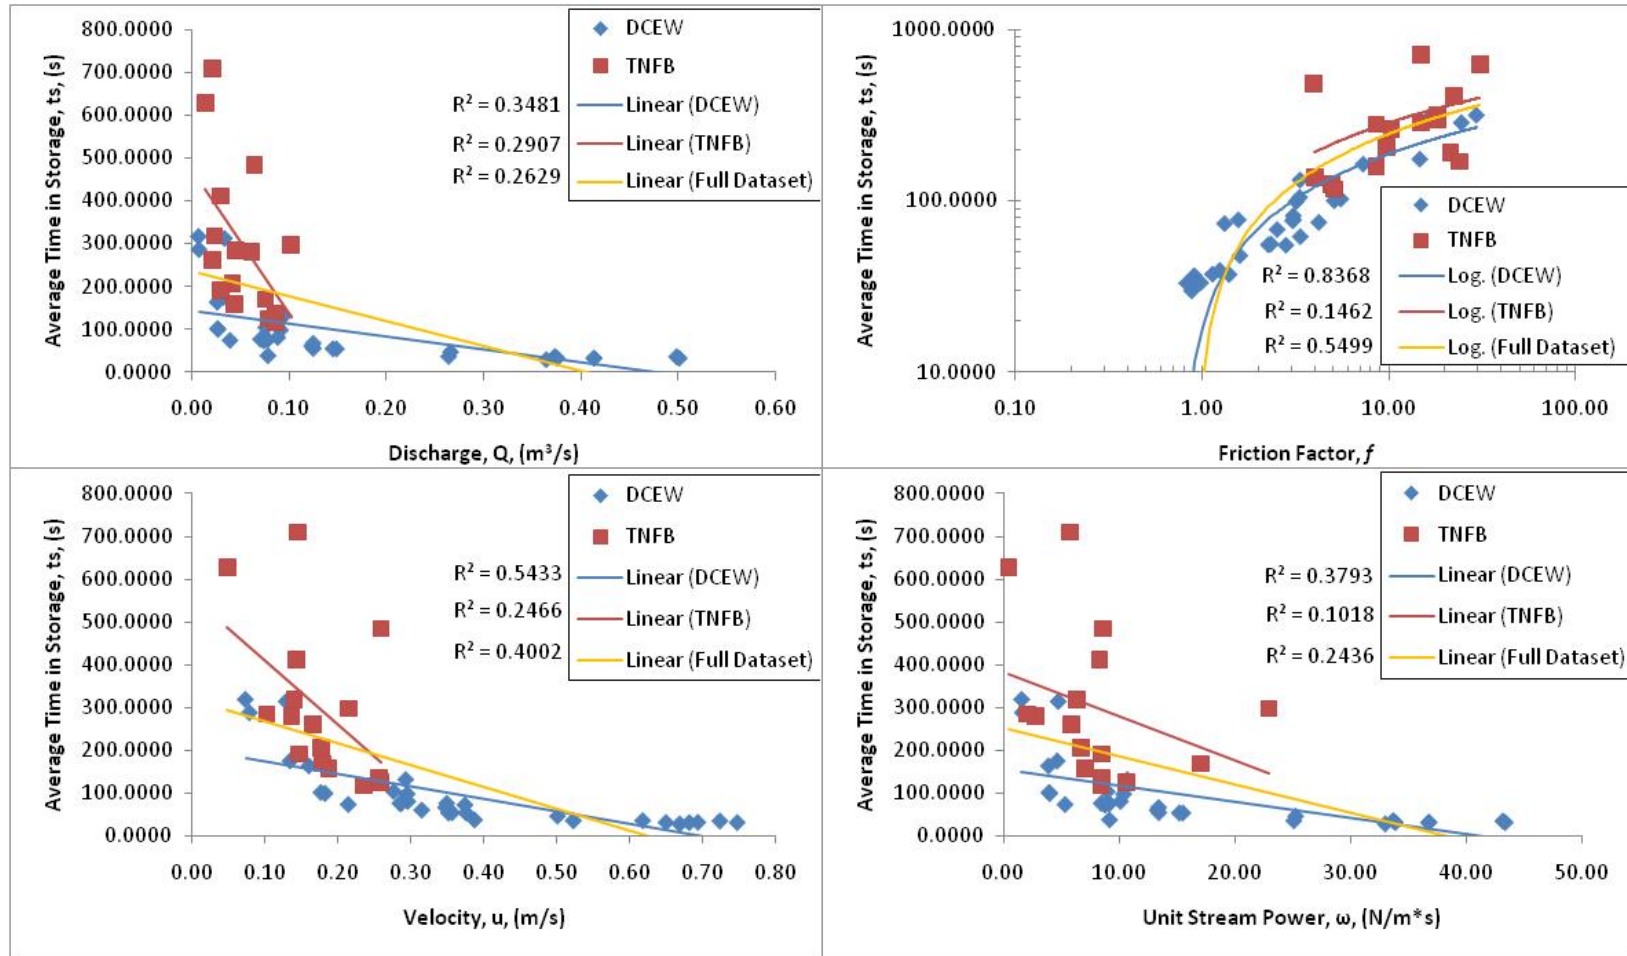 800.0000
700.0000
600.0000
500.0000
400.0000
300.0000
200.0000
100.0000
0.0000
Average Time in Storage, ts, (s)
0.00 0.10 0.20 0.30 0.40 0.50 0.60
Discharge, Q, (m³/s)
R² = 0.3481
R² = 0.2907
R² = 0.2629
DCEW
TNFB
Linear (DCEW)
Linear (TNFB)
Linear (Full Dataset)
1000.0000
100.0000
10.0000
Average Time in Storage, ts, (s)
0.10 1.00 10.00 100.00
Friction Factor, f
R² = 0.8368
R² = 0.1462
R² = 0.5499
DCEW
TNFB
Log. (DCEW)
Log. (TNFB)
Log. (Full Dataset)
800.0000
700.0000
600.0000
500.0000
400.0000
300.0000
200.0000
100.0000
0.0000
Average Time in Storage, ts, (s)
0.00 0.10 0.20 0.30 0.40 0.50 0.60 0.70 0.80
Velocity, u, (m/s)
R² = 0.5433
R² = 0.2466
R² = 0.4002
DCEW
TNFB
Linear (DCEW)
Linear (TNFB)
Linear (Full Dataset)
800.0000
700.0000
600.0000
500.0000
400.0000
300.0000
200.0000
100.0000
0.0000
Average Time in Storage, ts, (s)
0.00 10.00 20.00 30.00 40.00 50.00
Unit Stream Power, ω, (N/m*s)
R² = 0.3793
R² = 0.1018
R² = 0.2436
DCEW
TNFB
Linear (DCEW)
Linear (TNFB)
Linear (Full Dataset)